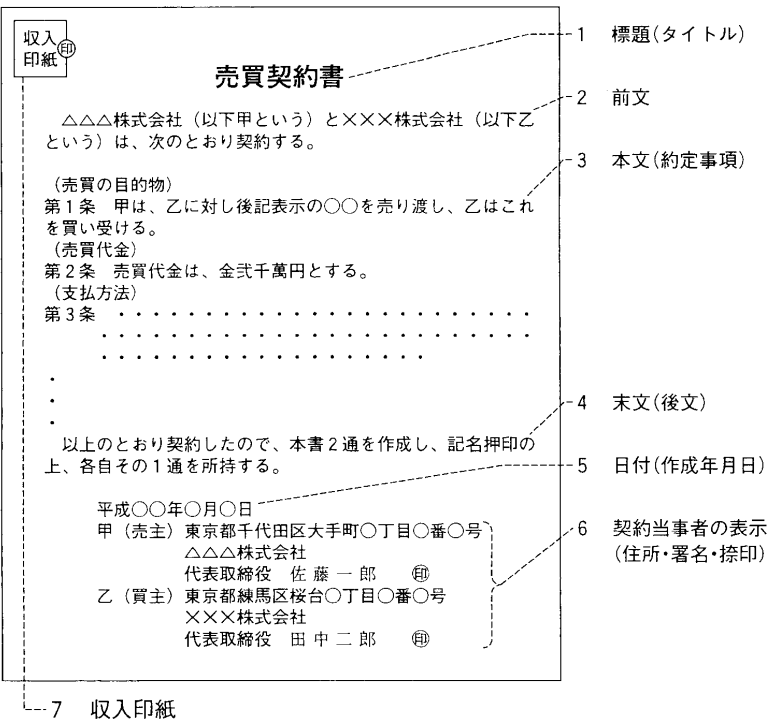 収入
印紙
印
売買契約書
△△△株式会社（以下甲という）と×××株式会社（以下乙
という）は、次のとおり契約する。
（売買の目的物）
第1条　甲は、乙に対し後記表示の○○を売り渡し、乙はこれ
を買い受ける。
（売買代金）
第2条　売買代金は、金弐千萬円とする。
（支払方法）
第3条　・・・・・・・・・・・・・・・・・・・・・・・・
・・・・・・・・・・・・・・・・・・・・・・・・・
・・・・・・・・・・・・・・・・・・・
・
・
・
以上のとおり契約したので、本書2通を作成し、記名押印の
上、各自その1通を所持する。
平成○○年○月○日
甲（売主）東京都千代田区大手町○丁目○番○号
△△△株式会社
代表取締役　佐藤一郎　㊞
乙（買主）東京都練馬区桜台○丁目○番○号
×××株式会社
代表取締役　田中二郎　㊞
1　標題(タイトル)
2　前文
3　本文(約定事項)
4　末文(後文)
5　日付(作成年月日)
6　契約当事者の表示
(住所・署名・捺印)
7　収入印紙